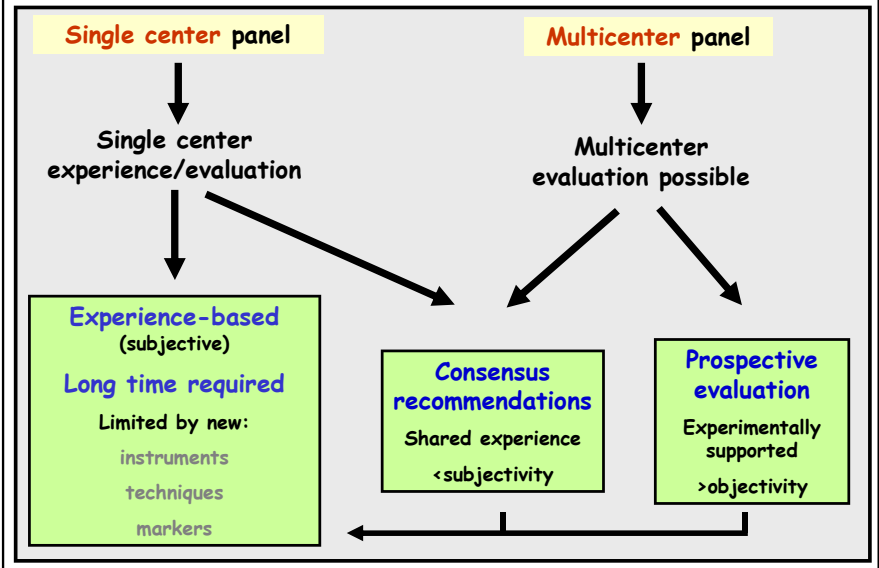 Single center panel
Multicenter panel
Single center
experience/evaluation
Multicenter
evaluation possible
Experience-based
(subjective)
Long time required
Limited by new:
instruments
techniques
markers
Consensus
recommendations
Shared experience
<subjectivity
Prospective
evaluation
Experimentally
supported
>objectivity